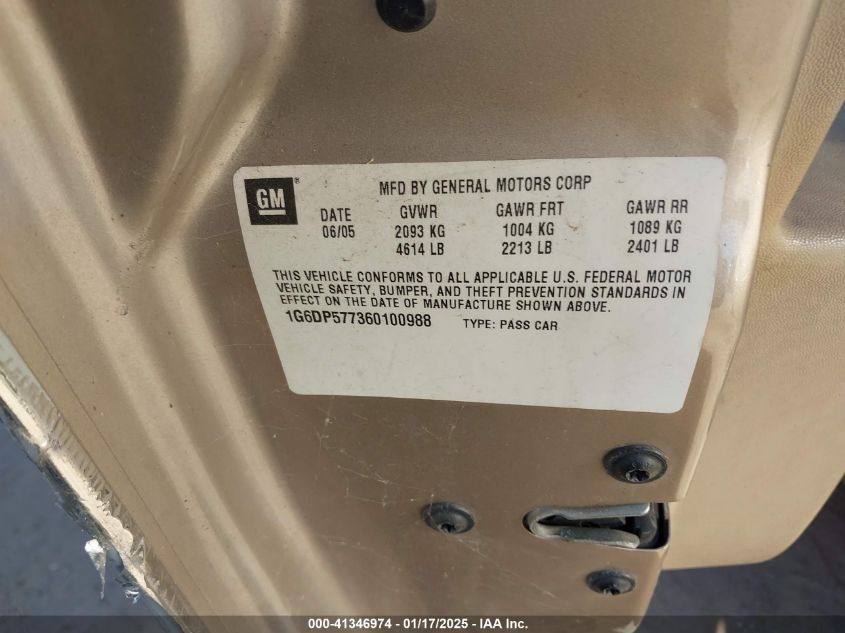 GM ®
MFD BY GENERAL MOTORS CORP
DATE GVWR GAWR FRT GAWR RR
06/05 2093 KG 1004 KG 1089 KG
4614 LB 2213 LB 2401 LB
THIS VEHICLE CONFORMS TO ALL APPLICABLE U.S. FEDERAL MOTOR
VEHICLE SAFETY, BUMPER, AND THEFT PREVENTION STANDARDS IN
EFFECT ON THE DATE OF MANUFACTURE SHOWN ABOVE.
1G6DP577360100988 TYPE: PASS CAR
000-41346974 - 01/17/2025 - IAA Inc.